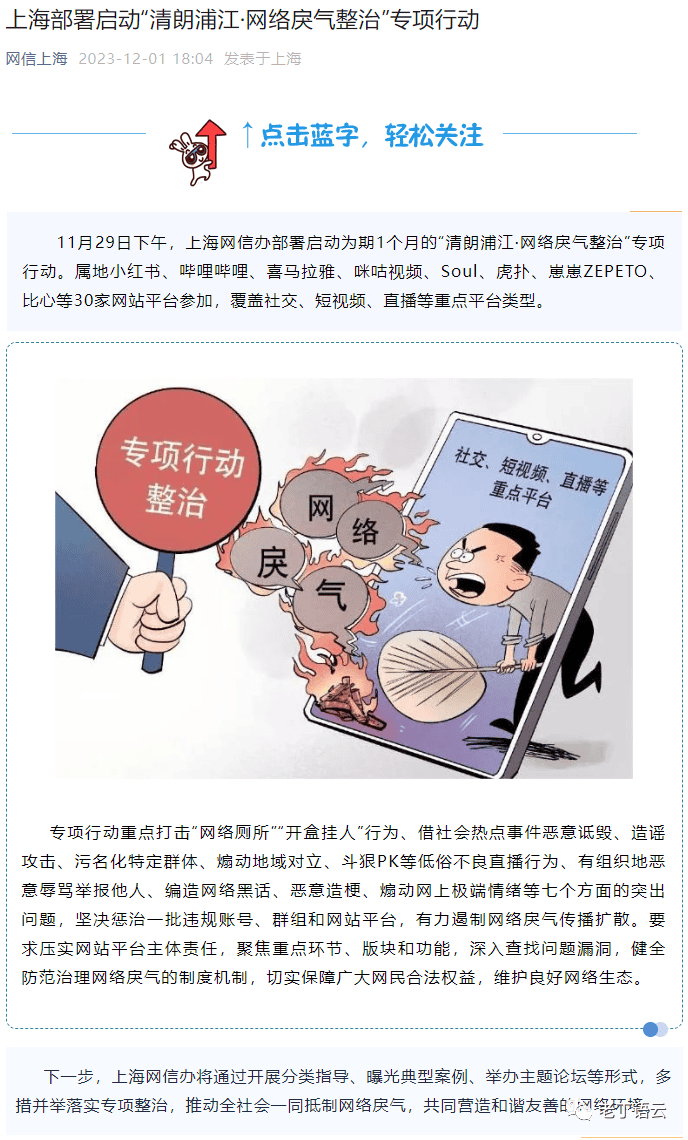 上海部署启动“清朗浦江·网络戾气整治”专项行动
网信上海 2023-12-01 18:04 发表于上海
↑点击蓝字，轻松关注
11月29日下午，上海网信办部署启动为期1个月的“清朗浦江·网络戾气整治”专项
行动。属地小红书、哔哩哔哩、喜马拉雅、咪咕视频、Soul、虎扑、崽崽ZEPETO、
比心等30家网站平台参加，覆盖社交、短视频、直播等重点平台类型。
专项行动
整治
网
络
戾
气
社交、短视频、直播等
重点平台
专项行动重点打击“网络厕所”“开盒挂人”行为、借社会热点事件恶意诋毁、造谣
攻击、污名化特定群体、煽动地域对立、斗狠PK等低俗不良直播行为、有组织地恶
意辱骂举报他人、编造网络黑话、恶意造梗、煽动网上极端情绪等七个方面的突出
问题，坚决惩治一批违规账号、群组和网站平台，有力遏制网络戾气传播扩散。要
求压实网站平台主体责任，聚焦重点环节、版块和功能，深入查找问题漏洞，健全
防范治理网络戾气的制度机制，切实保障广大网民合法权益，维护良好网络生态。
下一步，上海网信办将通过开展分类指导、曝光典型案例、举办主题论坛等形式，多
措并举落实专项整治，推动全社会一同抵制网络戾气，共同营造和谐友善的网络环境。
老丁语云